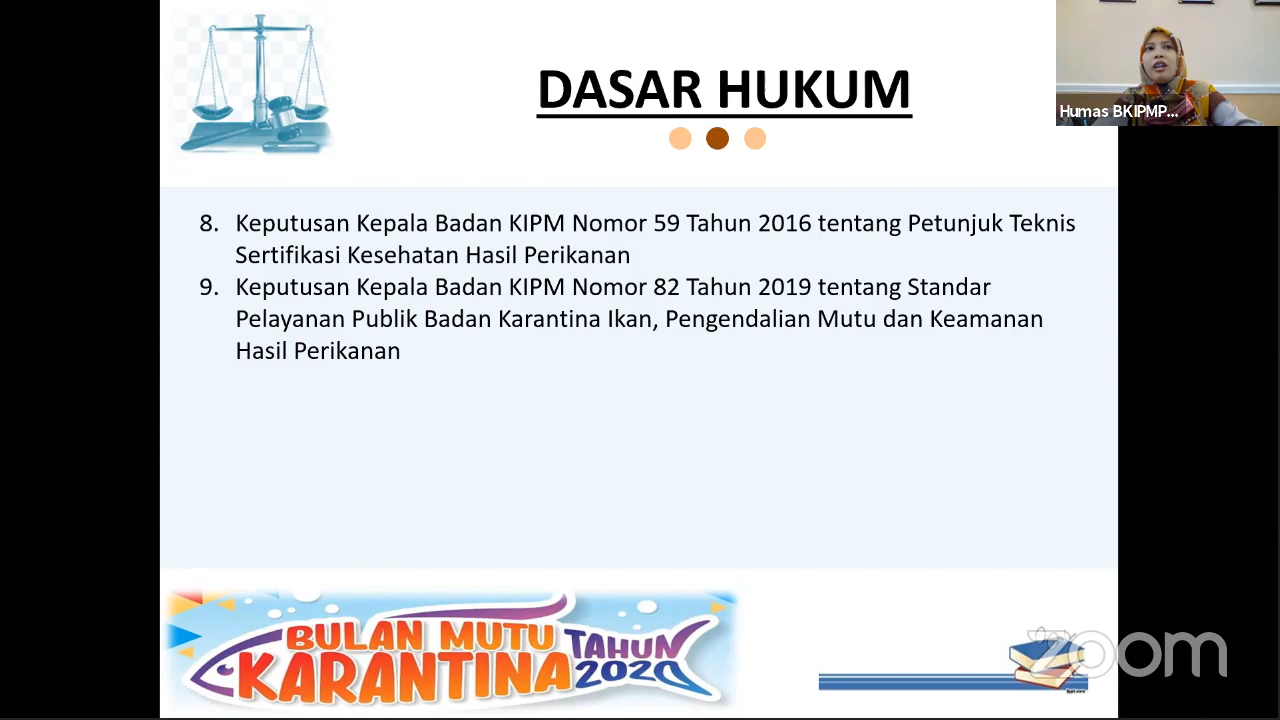 DASAR HUKUM
Humas BKIPMP...
8. Keputusan Kepala Badan KIPM Nomor 59 Tahun 2016 tentang Petunjuk Teknis
Sertifikasi Kesehatan Hasil Perikanan
9. Keputusan Kepala Badan KIPM Nomor 82 Tahun 2019 tentang Standar
Pelayanan Publik Badan Karantina Ikan, Pengendalian Mutu dan Keamanan
Hasil Perikanan
BULAN MUTU
KARANTINA
TAHUN
2020
zoom